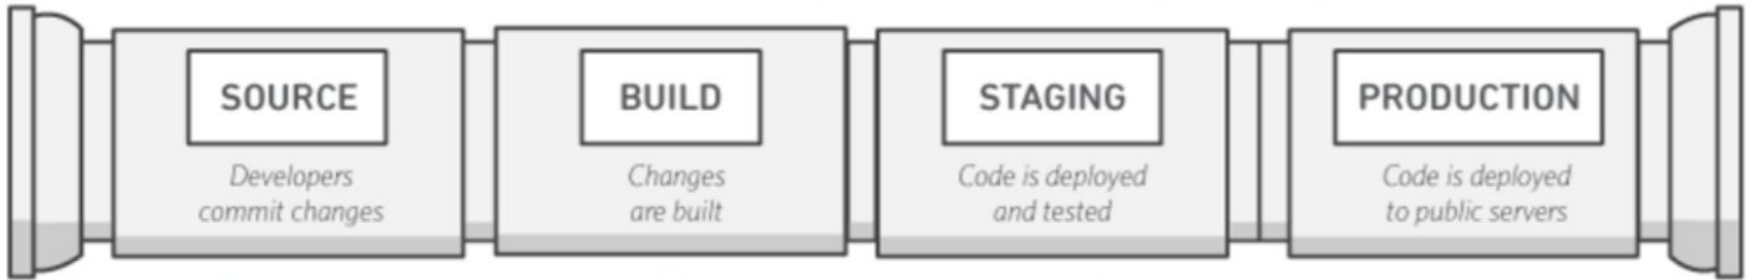 SOURCE
Developers
commit changes
BUILD
Changes
are built
STAGING
Code is deployed
and tested
PRODUCTION
Code is deployed
to public servers